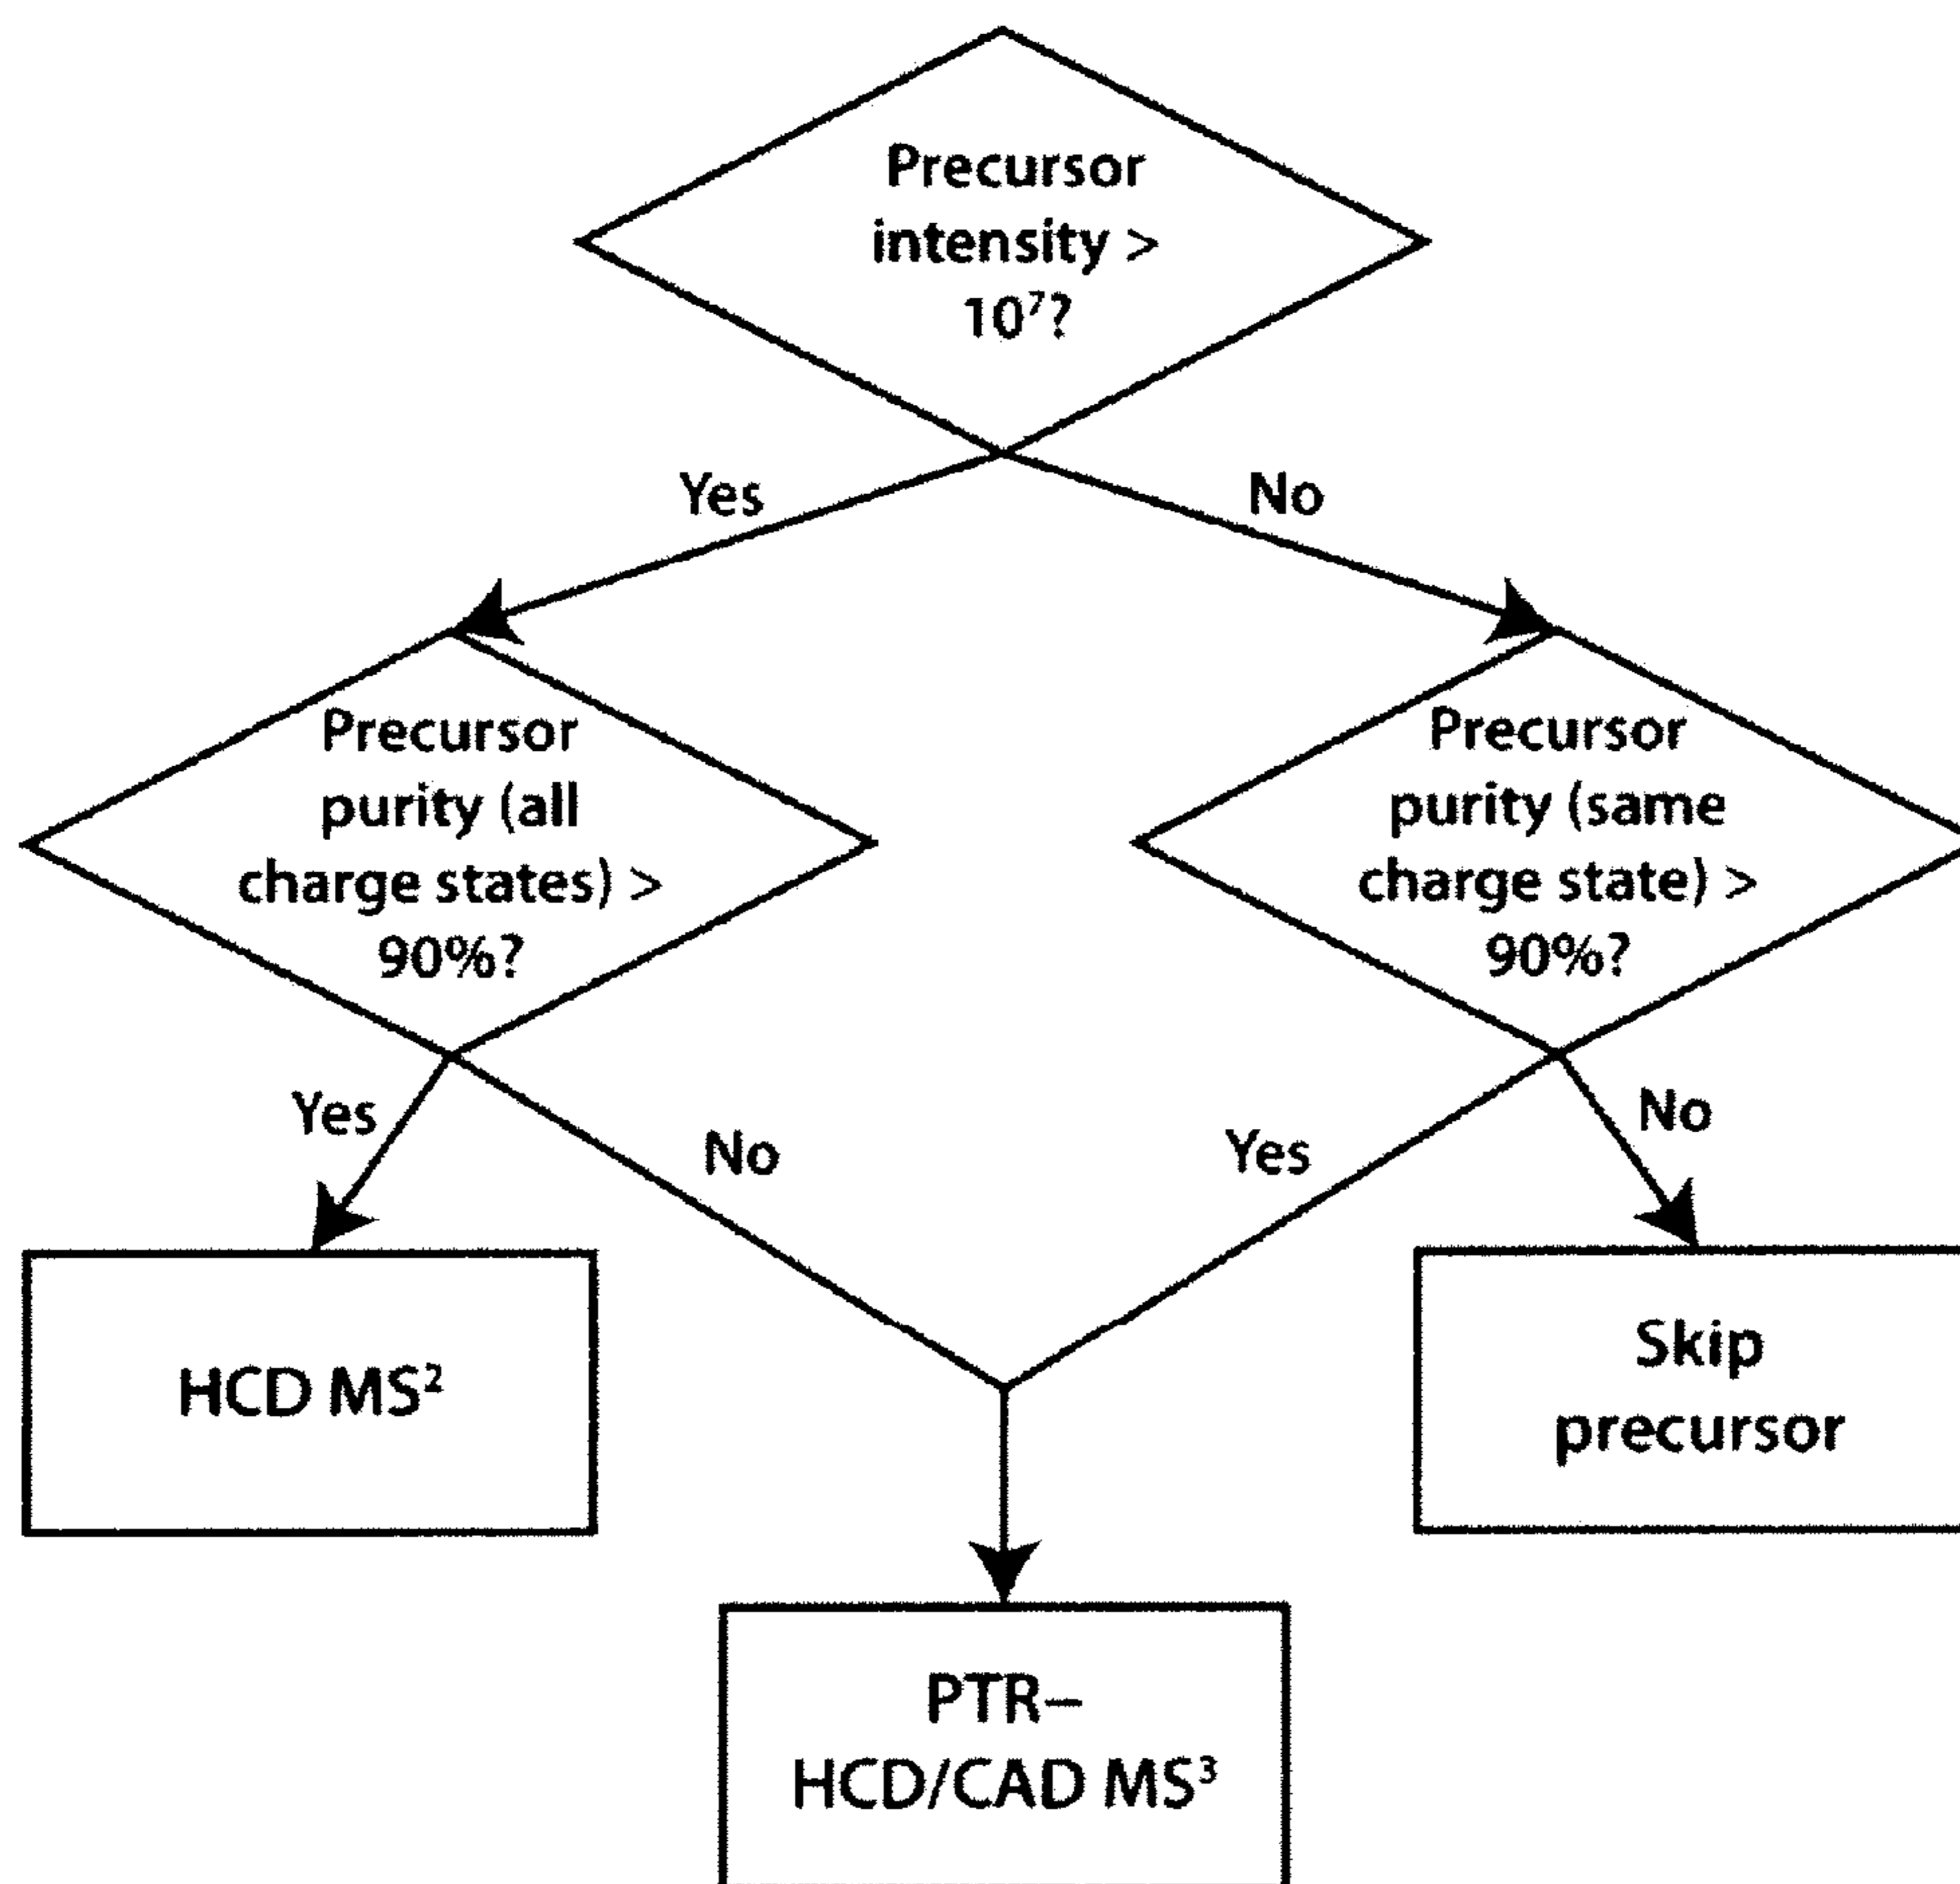 Precursor
intensity >
10⁷?
Yes
No
Precursor
purity (all
charge states) >
90%?
Precursor
purity (same
charge state) >
90%?
Yes
No
Yes
No
HCD MS²
Skip
precursor
PTR–
HCD/CAD MS³